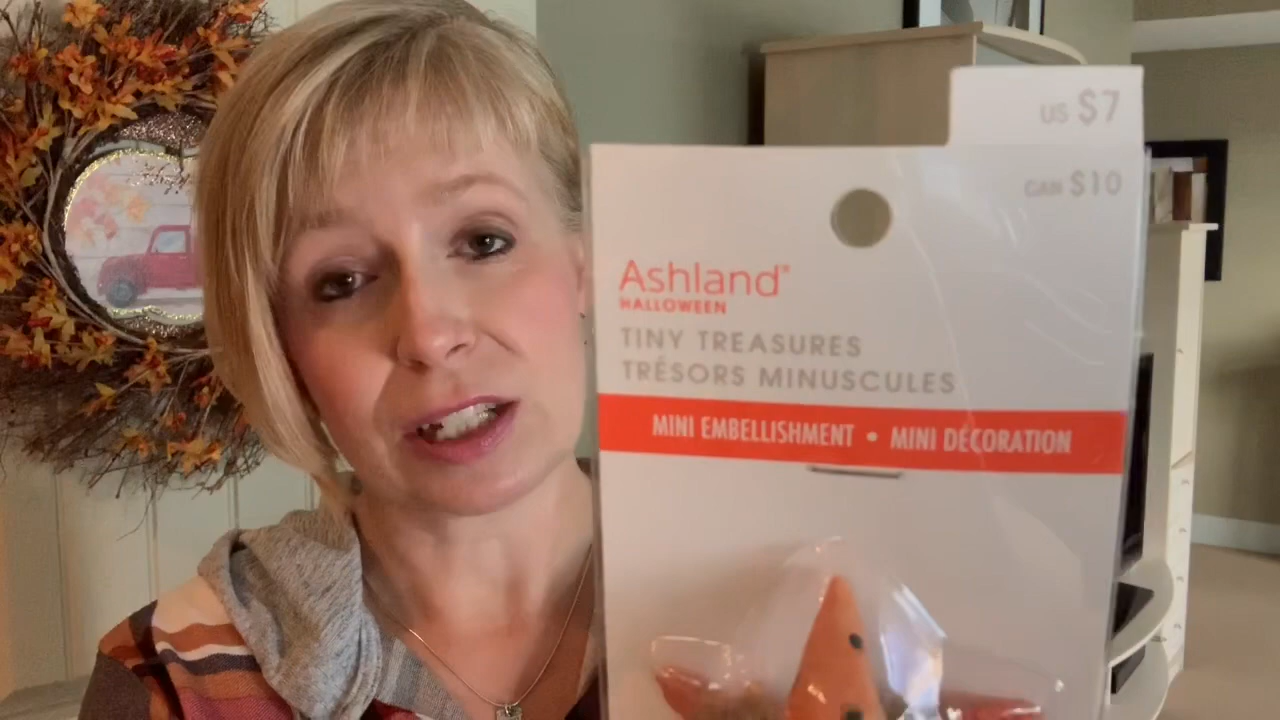 US $7
CAN $10
Ashland®
HALLOWEEN
TINY TREASURES
TRÉSORS MINUSCULES
MINI EMBELLISHMENT • MINI DÉCORATION